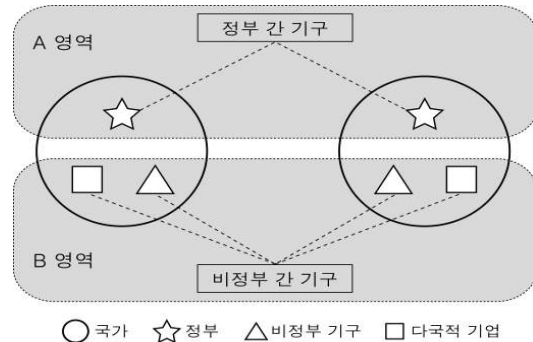 정부 간 기구
A 영역
B 영역
비정부 간 기구
국가 정부 비정부 기구 다국적 기업